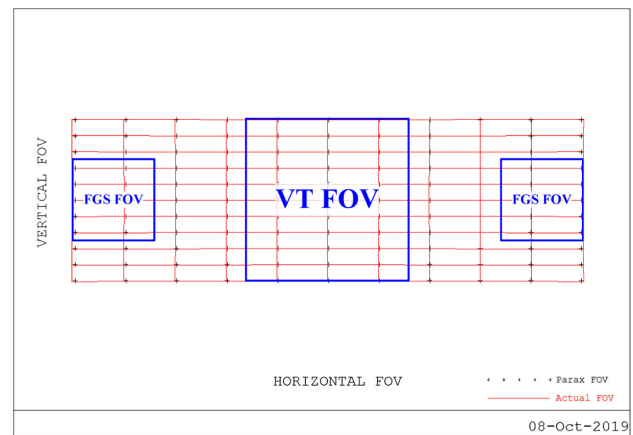 VERTICAL FOV
FGS FOV
VT FOV
FGS FOV
HORIZONTAL FOV
Parax FOV
Actual FOV
08-Oct-2019